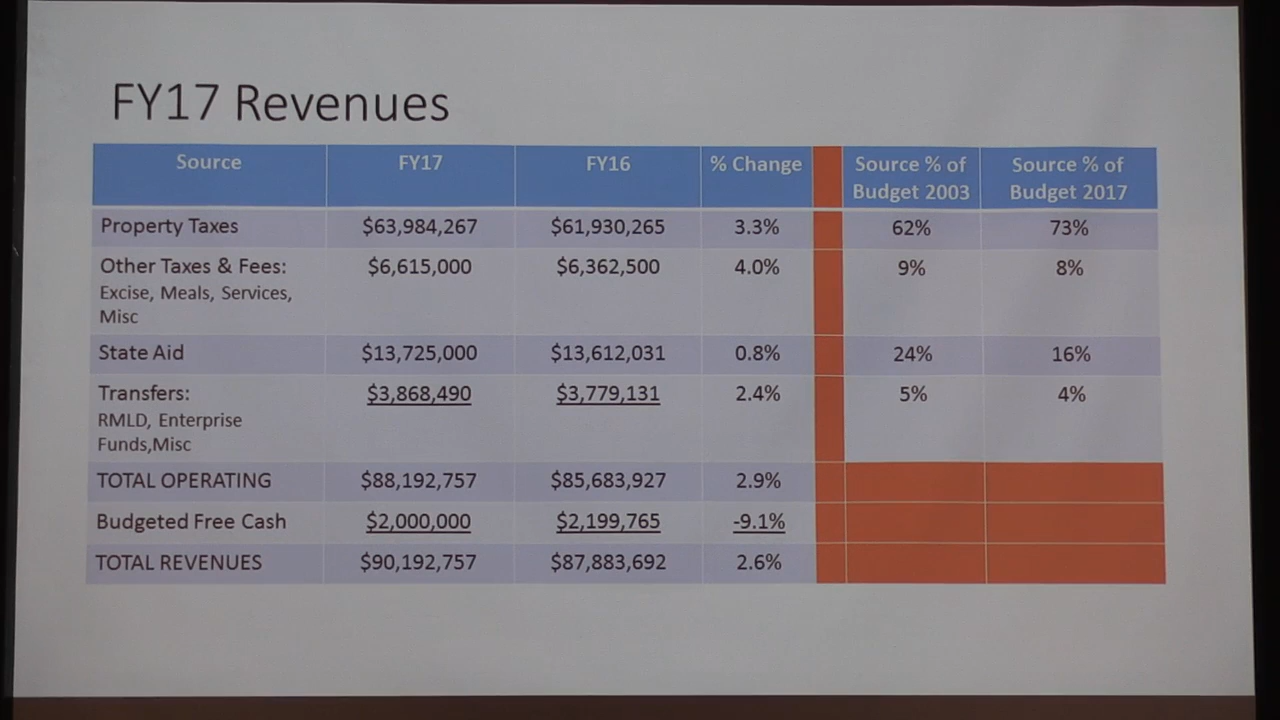 FY17 Revenues
Source FY17 FY16 % Change Source % of Budget 2003 Source % of Budget 2017
Property Taxes $63,984,267 $61,930,265 3.3% 62% 73%
Other Taxes & Fees: $6,615,000 $6,362,500 4.0% 9% 8%
Excise, Meals, Services,
Misc
State Aid $13,725,000 $13,612,031 0.8% 24% 16%
Transfers: $3,868,490 $3,779,131 2.4% 5% 4%
RMLD, Enterprise
Funds,Misc
TOTAL OPERATING $88,192,757 $85,683,927 2.9%
Budgeted Free Cash $2,000,000 $2,199,765 -9.1%
TOTAL REVENUES $90,192,757 $87,883,692 2.6%